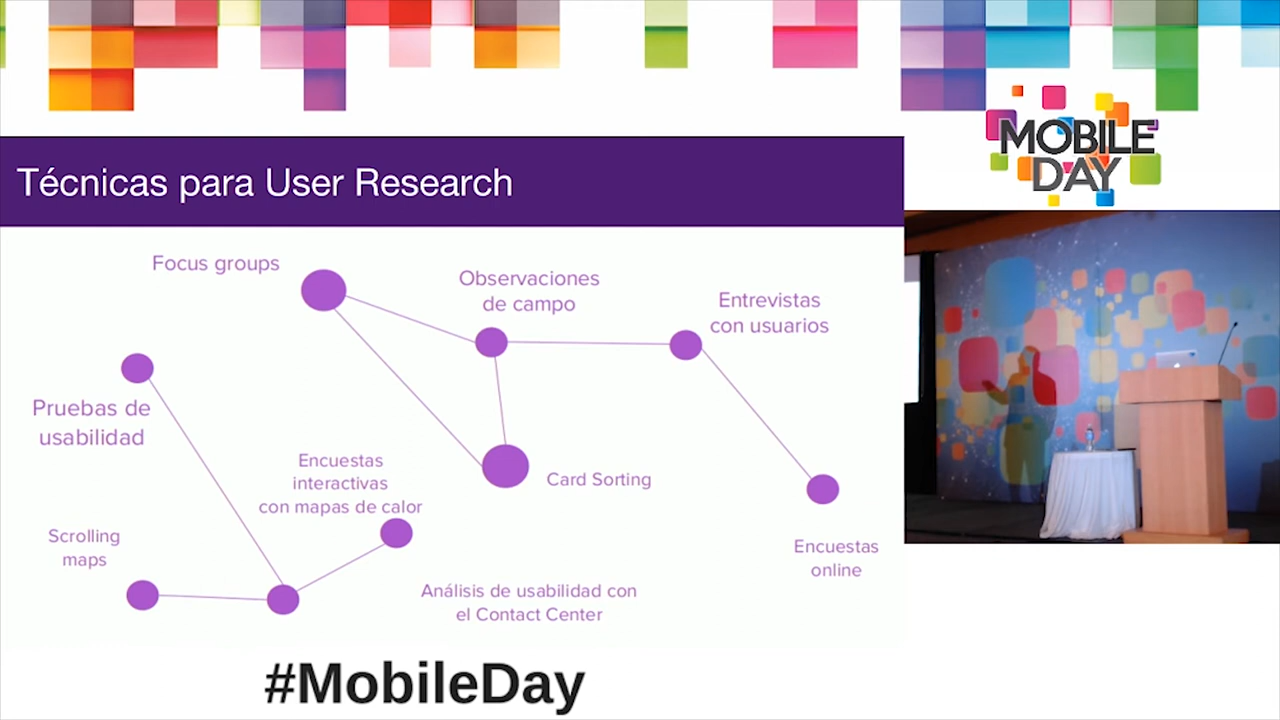 MOBILE
DAY
Técnicas para User Research
Focus groups
Observaciones
de campo
Entrevistas
con usuarios
Pruebas de
usabilidad
Encuestas
interactivas
con mapas de calor
Card Sorting
Scrolling
maps
Encuestas
online
Análisis de usabilidad con
el Contact Center
#MobileDay